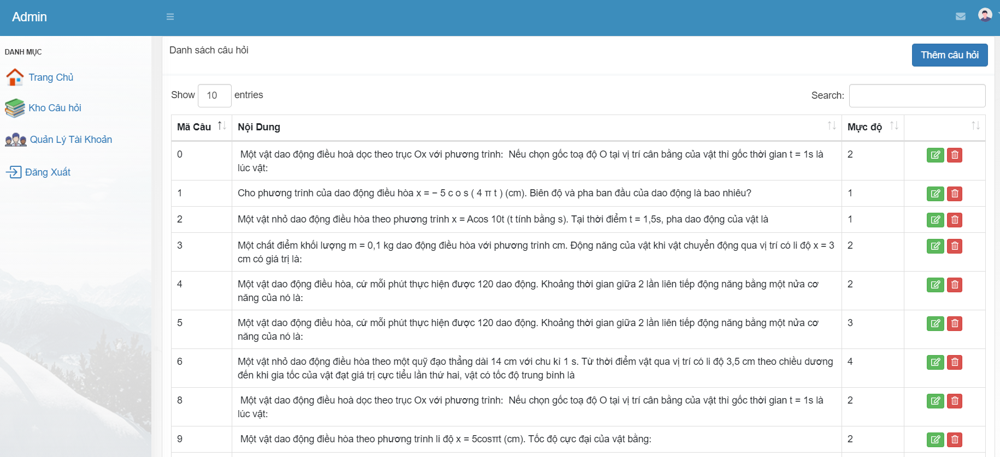 Admin
DANH MỤC
Trang Chủ
Kho Câu hỏi
Quản Lý Tài Khoản
Đăng Xuất
Danh sách câu hỏi
Thêm câu hỏi
Show 10 entries
Search:
Mã Câu Nội Dung Mực độ
0 Một vật dao động điều hoà dọc theo trục Ox với phương trình: Nếu chọn gốc toạ độ O tại vị trí cân bằng của vật thì gốc thời gian t = 1s là 2
lúc vật:
1 Cho phương trình của dao động điều hòa x = − 5 c o s ( 4 π t ) (cm). Biên độ và pha ban đầu của dao động là bao nhiêu? 1
2 Một vật nhỏ dao động điều hòa theo phương trình x = Acos 10t (t tính bằng s). Tại thời điểm t = 1,5s, pha dao động của vật là 1
3 Một chất điểm khối lượng m = 0,1 kg dao động điều hòa với phương trình cm. Động năng của vật khi vật chuyển động qua vị trí có li độ x = 3 2
cm có giá trị là:
4 Một vật dao động điều hòa, cứ mỗi phút thực hiện được 120 dao động. Khoảng thời gian giữa 2 lần liên tiếp động năng bằng một nửa cơ 2
năng của nó là:
5 Một vật dao động điều hòa, cứ mỗi phút thực hiện được 120 dao động. Khoảng thời gian giữa 2 lần liên tiếp động năng bằng một nửa cơ 3
năng của nó là:
6 Một vật nhỏ dao động điều hòa theo một quỹ đạo thẳng dài 14 cm với chu kì 1 s. Từ thời điểm vật qua vị trí có li độ 3,5 cm theo chiều dương 4
đến khi gia tốc của vật đạt giá trị cực tiểu lần thứ hai, vật có tốc độ trung bình là
8 Một vật dao động điều hoà dọc theo trục Ox với phương trình: Nếu chọn gốc toạ độ O tại vị trí cân bằng của vật thì gốc thời gian t = 1s là 2
lúc vật:
9 Một vật dao động điều hòa theo phương trình li độ x = 5cosπt (cm). Tốc độ cực đại của vật bằng: 2